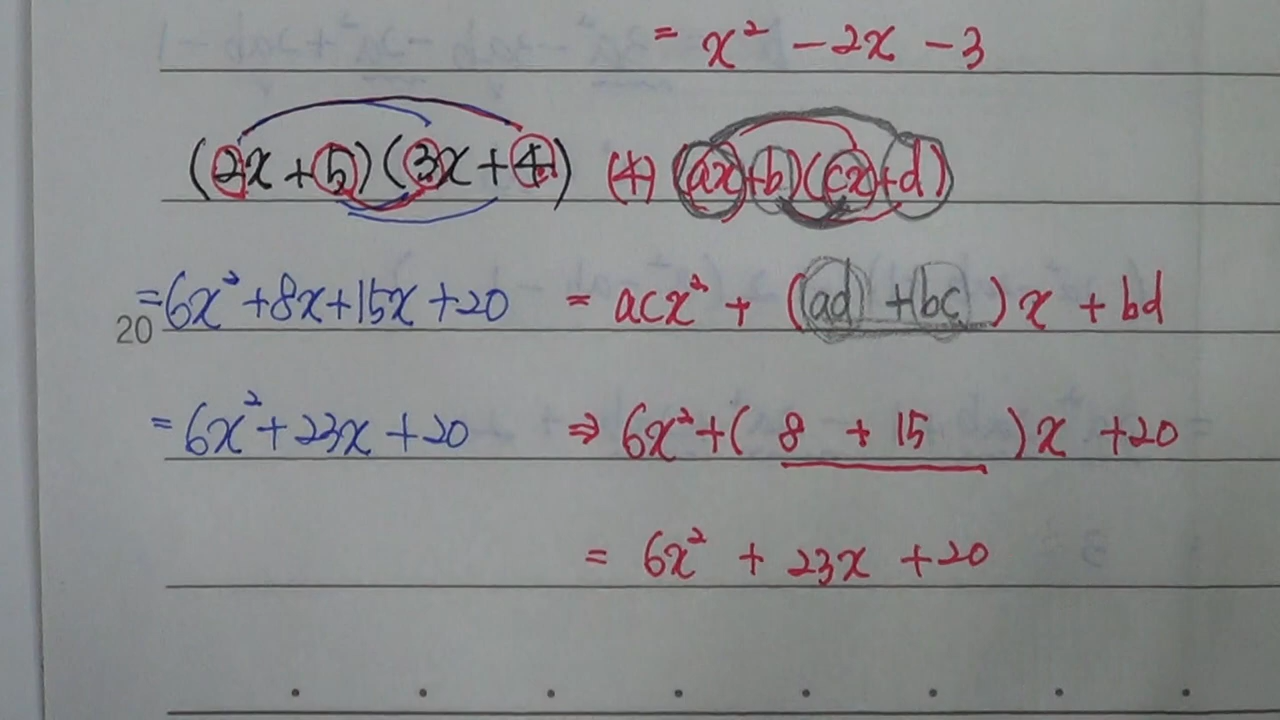 = x² - 2x - 3
(2x+5)(3x+4) (4) (ax+b)(cx+d)
=6x²+8x+15x+20 = acx² + (ad+bc)x + bd
20
=6x²+23x+20 ⇒ 6x²+(8+15)x+20
= 6x² + 23x +20